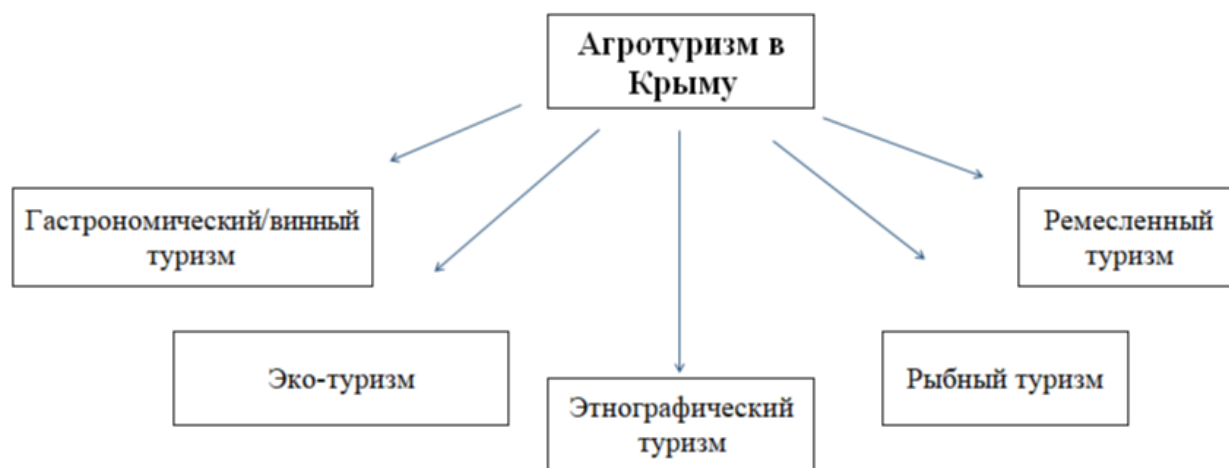 Агротуризм в
Крыму
Гастрономический/винный
туризм
Ремесленный
туризм
Эко-туризм
Рыбный туризм
Этнографический
туризм